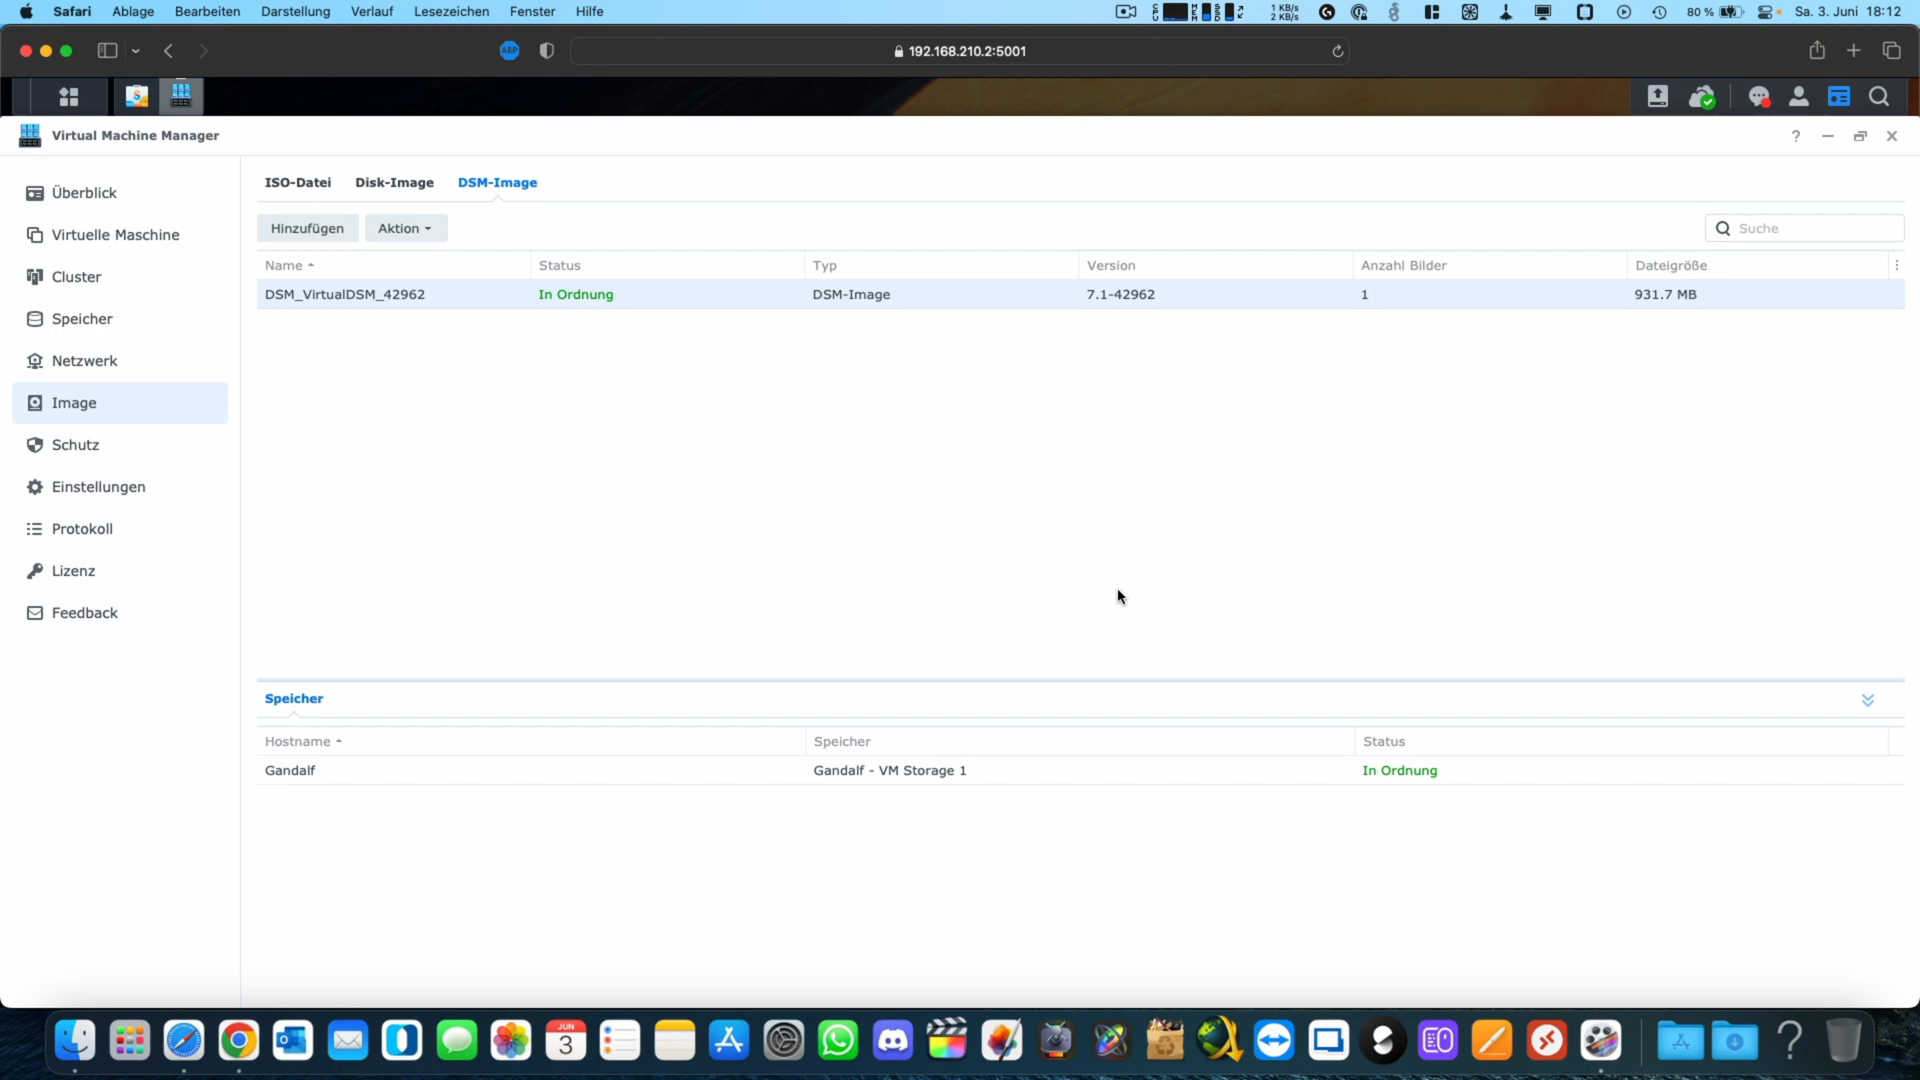 Safari Ablage Bearbeiten Darstellung Verlauf Lesezeichen Fenster Hilfe
CPU MEM SSD 1 KB/s 2 KB/s 80 % Sa. 3. Juni 18:12
ABP 192.168.210.2:5001
Virtual Machine Manager ?
Überblick
Virtuelle Maschine
Cluster
Speicher
Netzwerk
Image
Schutz
Einstellungen
Protokoll
Lizenz
Feedback
ISO-Datei Disk-Image DSM-Image
Hinzufügen Aktion Suche
Name Status Typ Version Anzahl Bilder Dateigröße
DSM_VirtualDSM_42962 In Ordnung DSM-Image 7.1-42962 1 931.7 MB
Speicher
Hostname Speicher Status
Gandalf Gandalf - VM Storage 1 In Ordnung
JUN
3